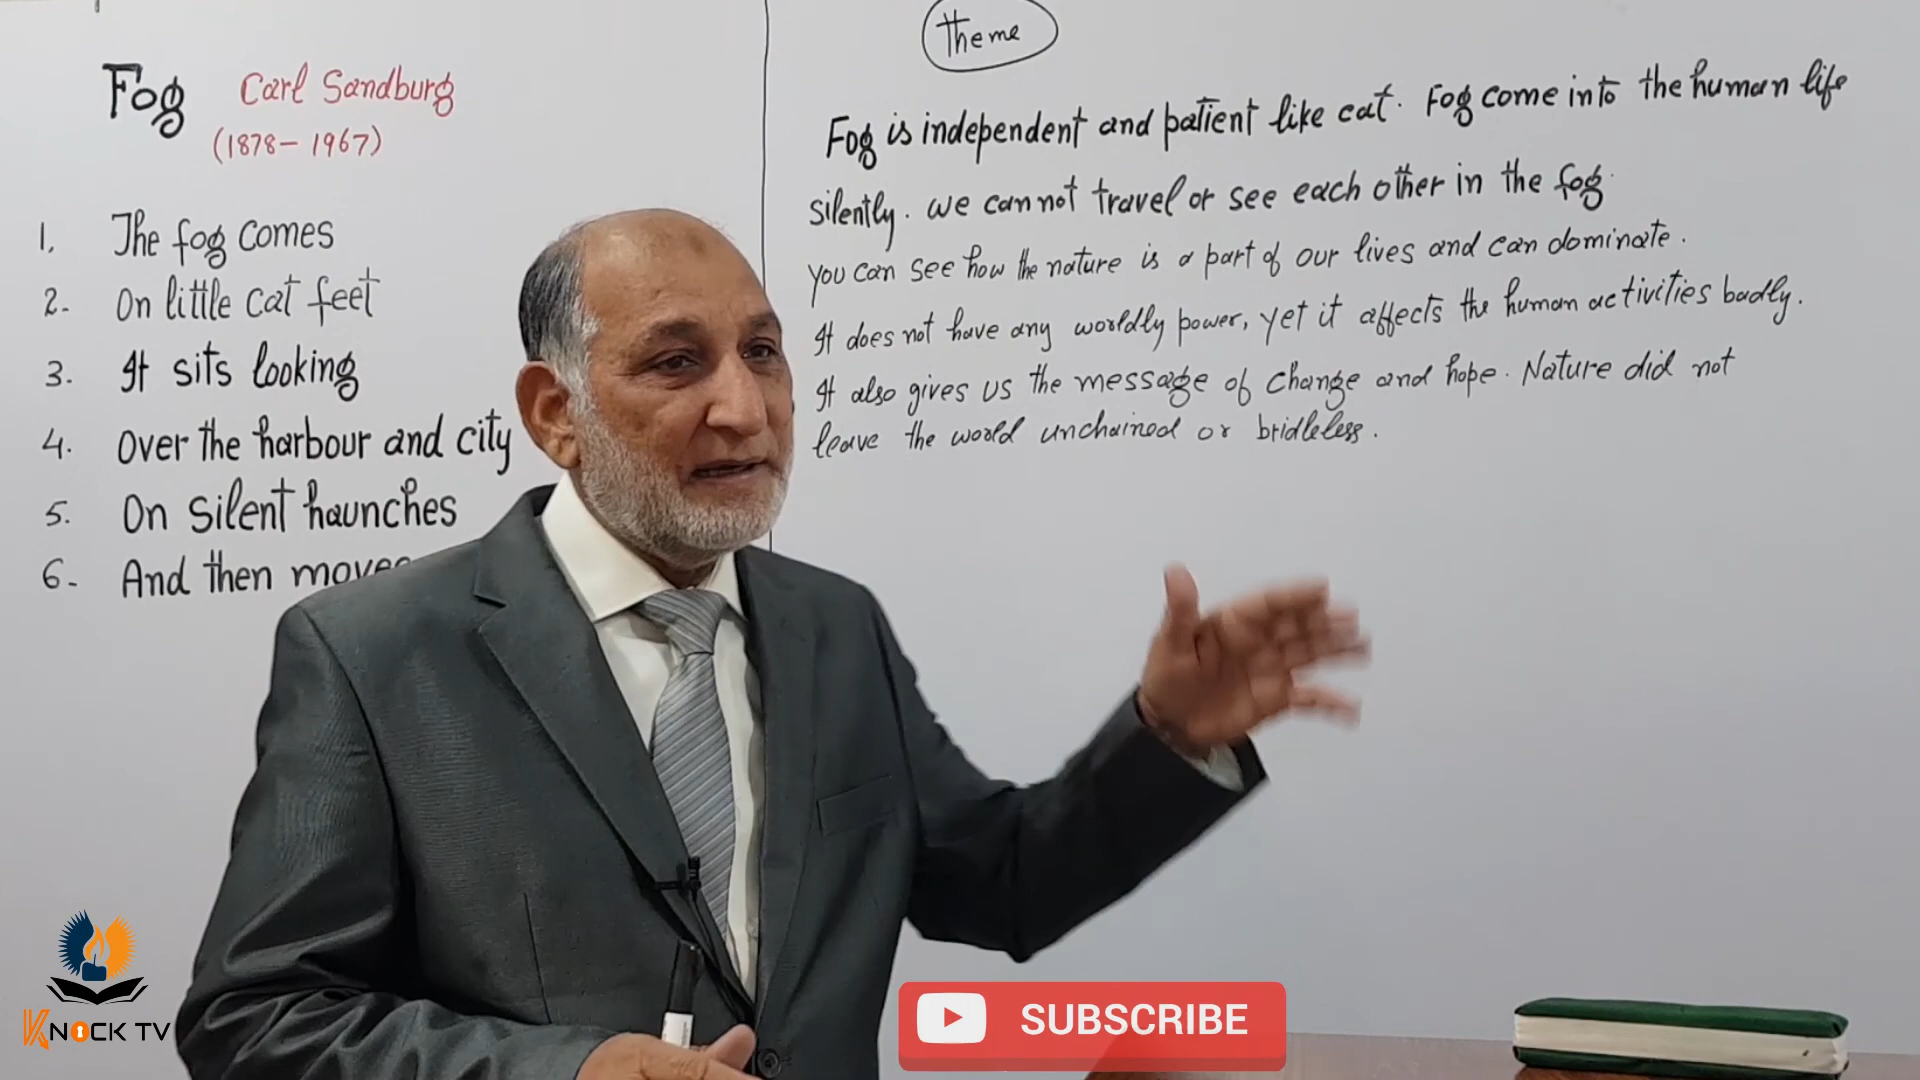 Fog Carl Sandburg
(1878-1967)
1. The fog comes
2. On little cat feet
3. It sits looking
4. Over the harbour and city
5. On silent haunches
6. And then moves
Theme
Fog is independent and patient like cat. Fog come into the human life
silently. we cannot travel or see each other in the fog.
you can see how the nature is a part of our lives and can dominate.
It does not have any worldly power, yet it affects the human activities badly.
It also gives us the message of change and hope. Nature did not
leave the world unchained or bridleless.
KNOCK TV
SUBSCRIBE